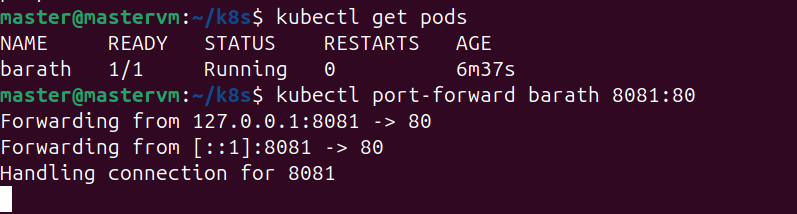 master@mastervm:~/k8s$ kubectl get pods
NAME     READY   STATUS    RESTARTS   AGE
barath   1/1     Running   0          6m37s
master@mastervm:~/k8s$ kubectl port-forward barath 8081:80
Forwarding from 127.0.0.1:8081 -> 80
Forwarding from [::1]:8081 -> 80
Handling connection for 8081